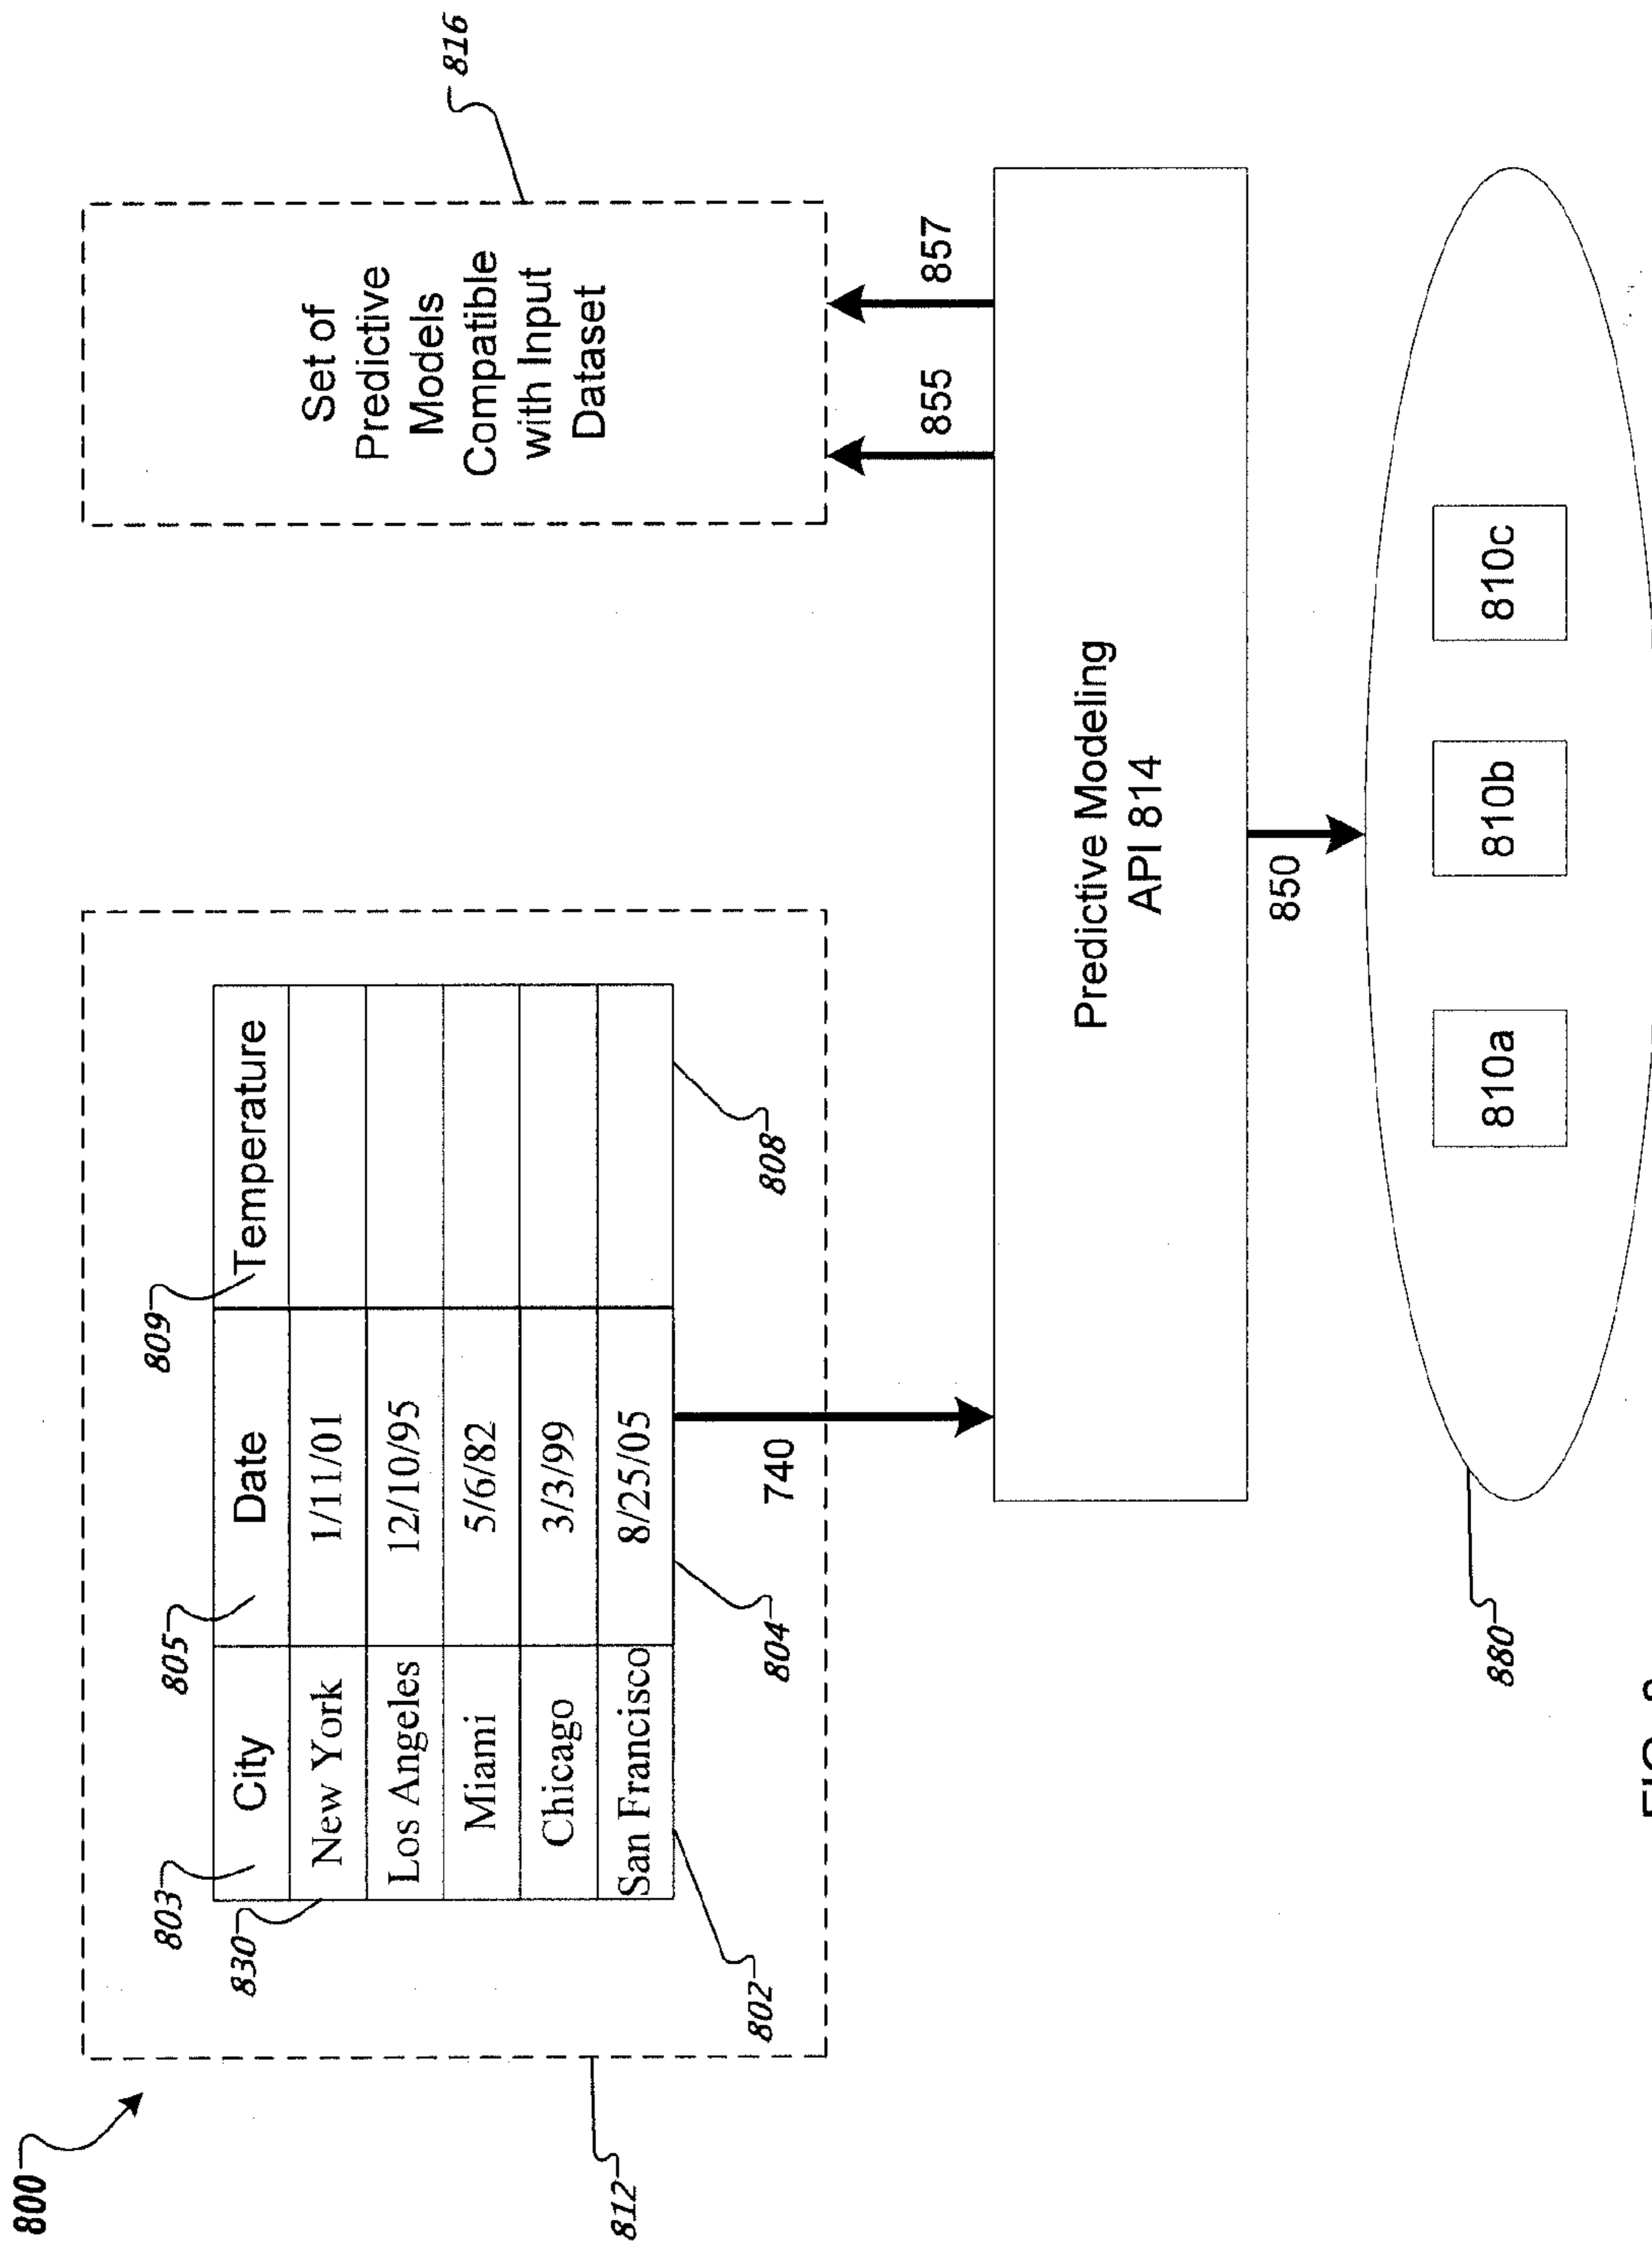 800
812
803
805
809
830
City Date Temperature
New York 1/11/01
Los Angeles 12/10/95
Miami 5/6/82
Chicago 3/3/99
San Francisco 8/25/05
802
804
808
740
Set of
Predictive
Models
Compatible
with Input
Dataset
816
855
857
Predictive Modeling
API 814
850
810a
810b
810c
880